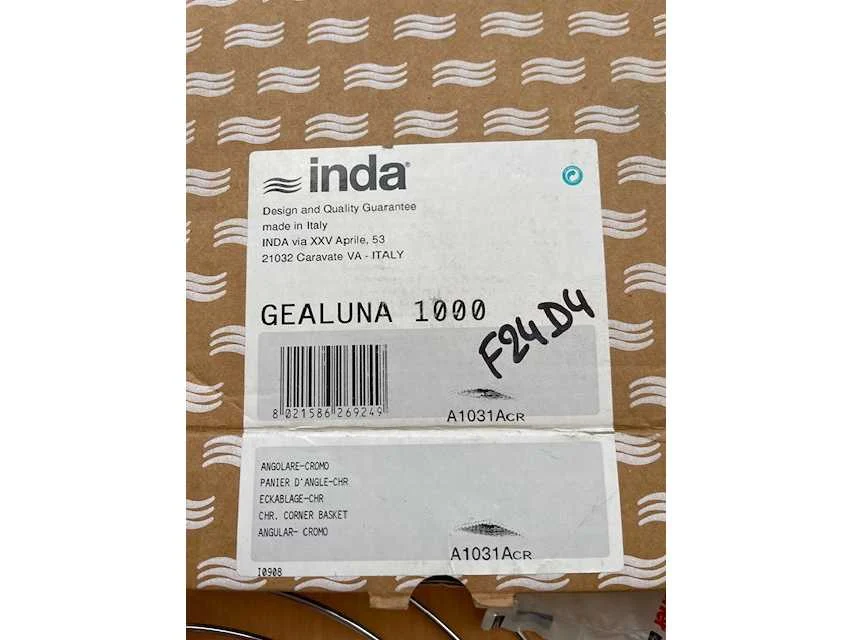 inda
Design and Quality Guarantee
made in Italy
INDA via XXV Aprile, 53
21032 Caravate VA - ITALY
GEALUNA 1000
F24D4
8 021586 269249
A1031ACR
ANGOLARE-CROMO
PANIER D'ANGLE-CHR
ECKABLAGE-CHR
CHR. CORNER BASKET
ANGULAR- CROMO
A1031ACR
I0908